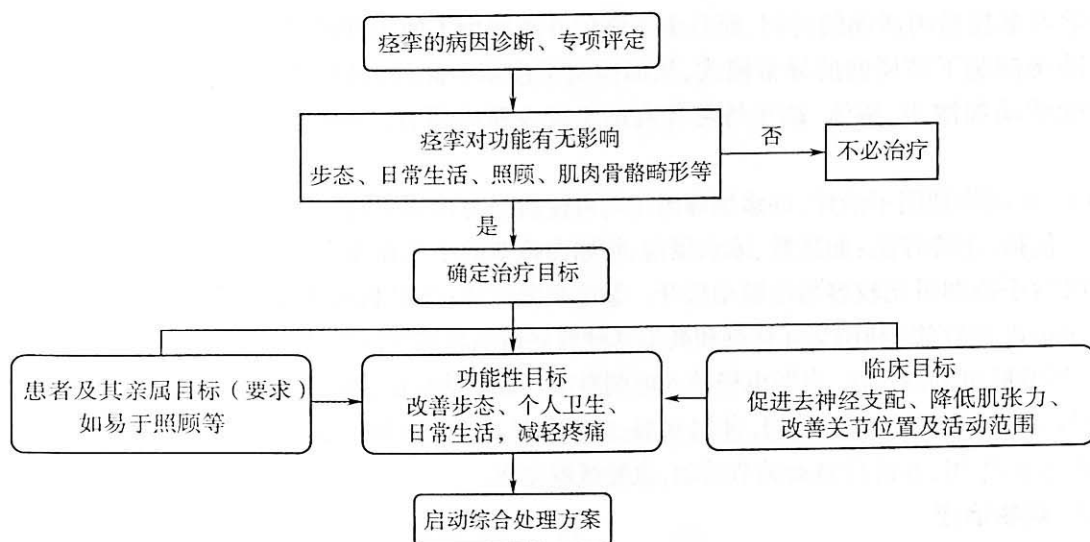 痉挛的病因诊断、专项评定
痉挛对功能有无影响
步态、日常生活、照顾、肌肉骨骼畸形等
否
不必治疗
是
确定治疗目标
患者及其亲属目标（要求）
如易于照顾等
功能性目标
改善步态、个人卫生、
日常生活，减轻疼痛
临床目标
促进去神经支配、降低肌张力、
改善关节位置及活动范围
启动综合处理方案